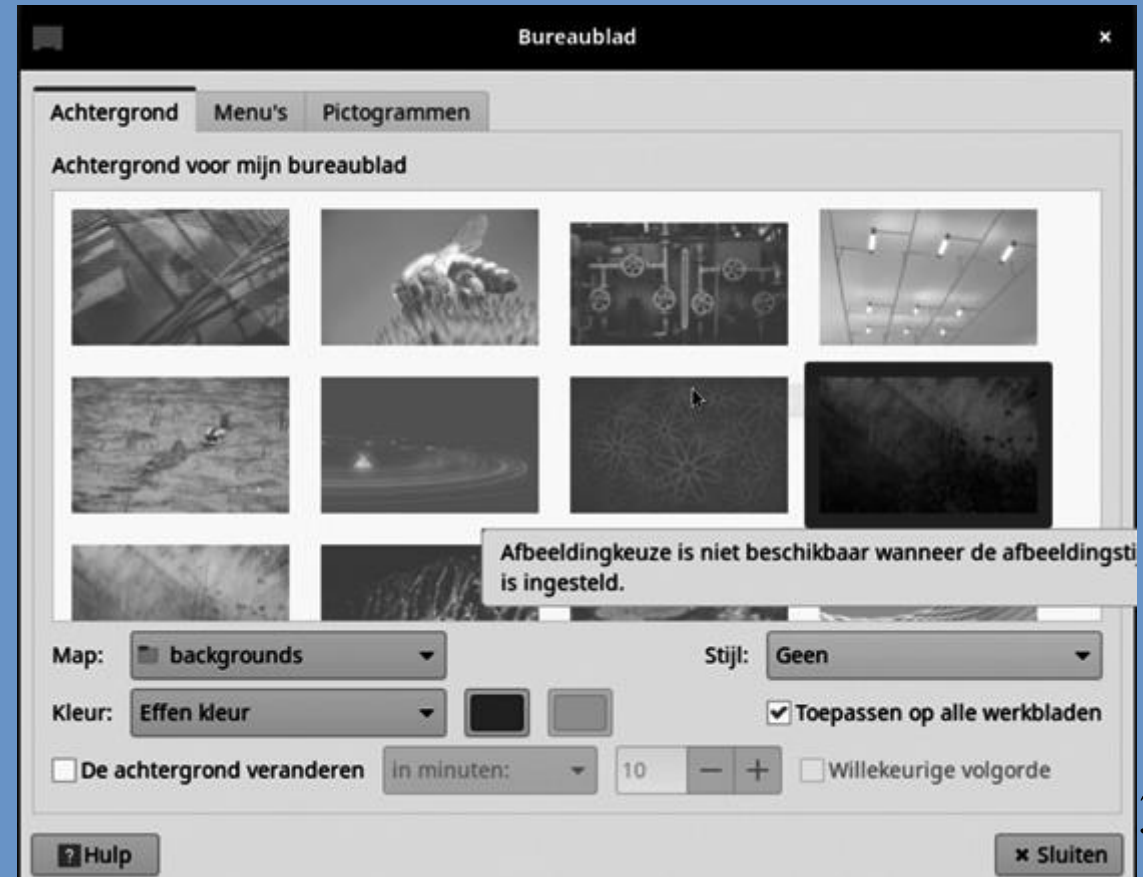 Bureaublad
Achtergrond Menu's Pictogrammen
Achtergrond voor mijn bureaublad
Afbeeldingkeuze is niet beschikbaar wanneer de
is ingesteld.
Map: backgrounds Stijl: Geen
Kleur: Effen kleur Toepassen op alle werkbladen
De achtergrond veranderen in minuten: 10 Willekeurige volgorde
Hulp Sluiten